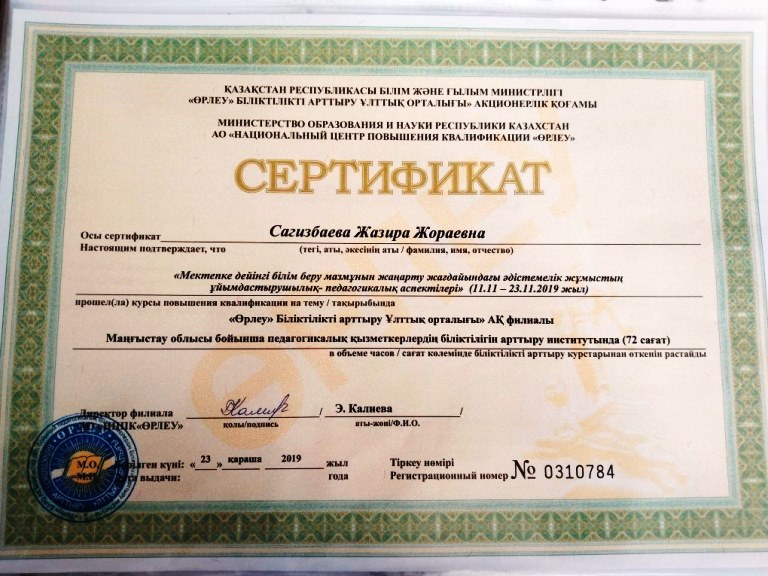 ҚАЗАҚСТАН РЕСПУБЛИКАСЫ БІЛІМ ЖӘНЕ ҒЫЛЫМ МИНИСТРЛІГІ
«ӨРЛЕУ» БІЛІКТІЛІКТІ АРТТЫРУ ҰЛТТЫҚ ОРТАЛЫҒЫ» АКЦИОНЕРЛІК ҚОҒАМЫ
МИНИСТЕРСТВО ОБРАЗОВАНИЯ И НАУКИ РЕСПУБЛИКИ КАЗАХСТАН
АО «НАЦИОНАЛЬНЫЙ ЦЕНТР ПОВЫШЕНИЯ КВАЛИФИКАЦИИ «ӨРЛЕУ»
СЕРТИФИКАТ
Осы сертификат Сагизбаева Жазира Жораевна
Настоящим подтверждает, что (тегі, аты, әкесінің аты / фамилия, имя, отчество)
«Мектепке дейінгі білім беру мазмұнын жаңарту жағдайындағы әдістемелік жұмыстың
ұйымдастырушылық- педагогикалық аспектілері» (11.11 – 23.11.2019 жыл)
прошел(ла) курсы повышения квалификации на тему / тақырыбында
«Өрлеу» Біліктілікті арттыру Ұлттық орталығы» АҚ филиалы
Маңғыстау облысы бойынша педагогикалық қызметкерлердің біліктілігін арттыру институтында (72 сағат)
в объеме часов / сағат көлемінде біліктілікті арттыру курстарынан өткенін растайды
Директор филиала / Э. Калиева /
«ӨРЛЕУ» қолы/подпись аты-жөні/Ф.И.О.
М.О. күні: «23» қараша 2019 жыл Тіркеу нөмірі
выдачи: года Регистрационный номер № 0310784